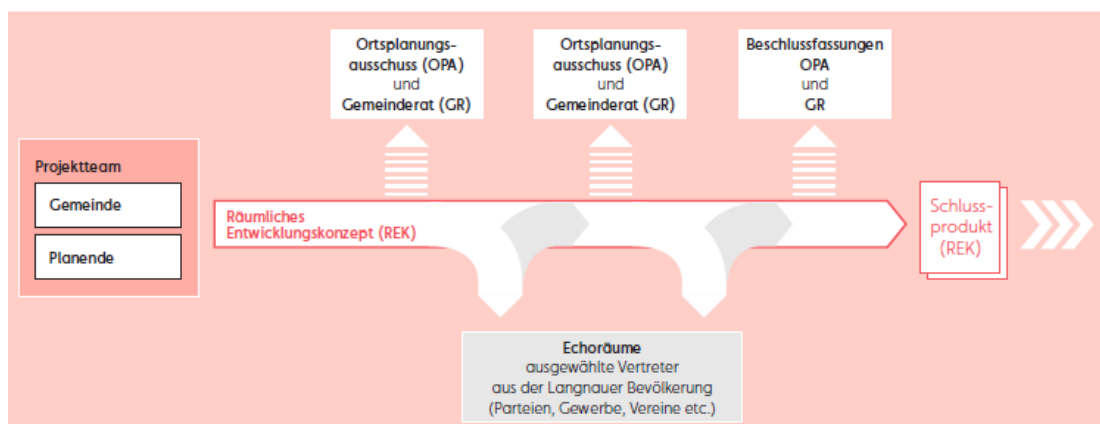 Ortsplanungs-
ausschuss (OPA)
und
Gemeinderat (GR)
Ortsplanungs-
ausschuss (OPA)
und
Gemeinderat (GR)
Beschlussfassungen
OPA
und
GR
Projektteam
Gemeinde
Planende
Räumliches
Entwicklungskonzept (REK)
Schluss-
produkt
(REK)
Echoräume
ausgewählte Vertreter
aus der Langnauer Bevölkerung
(Parteien, Gewerbe, Vereine etc.)